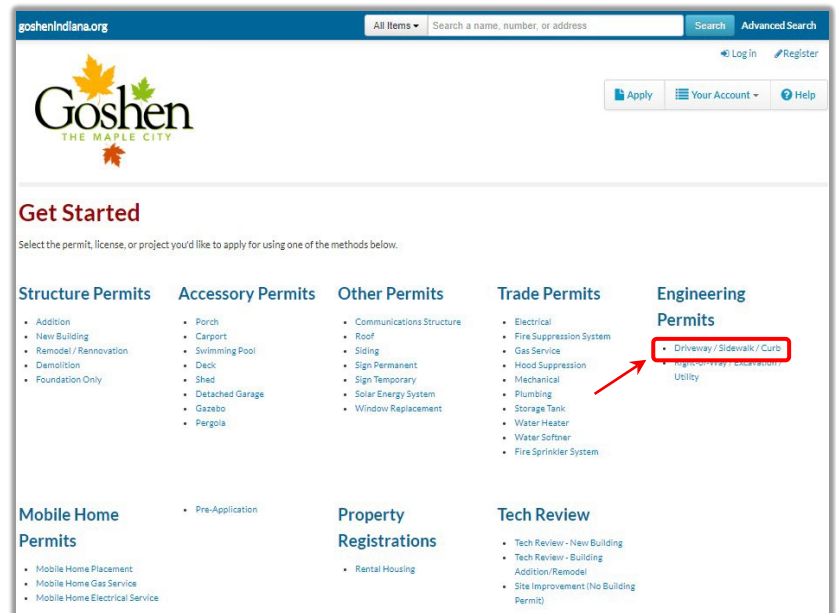 goshenindiana.org
All Items
Search a name, number, or address
Search
Advanced Search
Log in
Register
Goshen
THE MAPLE CITY
Apply
Your Account
Help
Get Started
Select the permit, license, or project you'd like to apply for using one of the methods below.
Structure Permits
Addition
New Building
Remodel / Rennovation
Demolition
Foundation Only
Accessory Permits
Porch
Carport
Swimming Pool
Deck
Shed
Detached Garage
Gazebo
Pergola
Other Permits
Communications Structure
Roof
Siding
Sign Permanent
Sign Temporary
Solar Energy System
Window Replacement
Trade Permits
Electrical
Fire Suppression System
Gas Service
Hood Suppression
Mechanical
Plumbing
Storage Tank
Water Heater
Water Softner
Fire Sprinkler System
Engineering
Permits
Driveway / Sidewalk / Curb
Right-of-Way / Excavation /
Utility
Mobile Home
Permits
Mobile Home Placement
Mobile Home Gas Service
Mobile Home Electrical Service
Pre-Application
Property
Registrations
Rental Housing
Tech Review
Tech Review - New Building
Tech Review - Building
Addition/Remodel
Site Improvement (No Building
Permit)